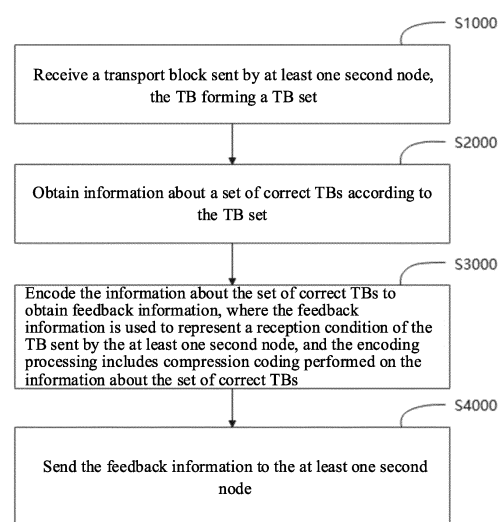 S1000
Receive a transport block sent by at least one second node,
the TB forming a TB set
S2000
Obtain information about a set of correct TBs according to
the TB set
S3000
Encode the information about the set of correct TBs to
obtain feedback information, where the feedback
information is used to represent a reception condition of the
TB sent by the at least one second node, and the encoding
processing includes compression coding performed on the
information about the set of correct TBs
S4000
Send the feedback information to the at least one second
node